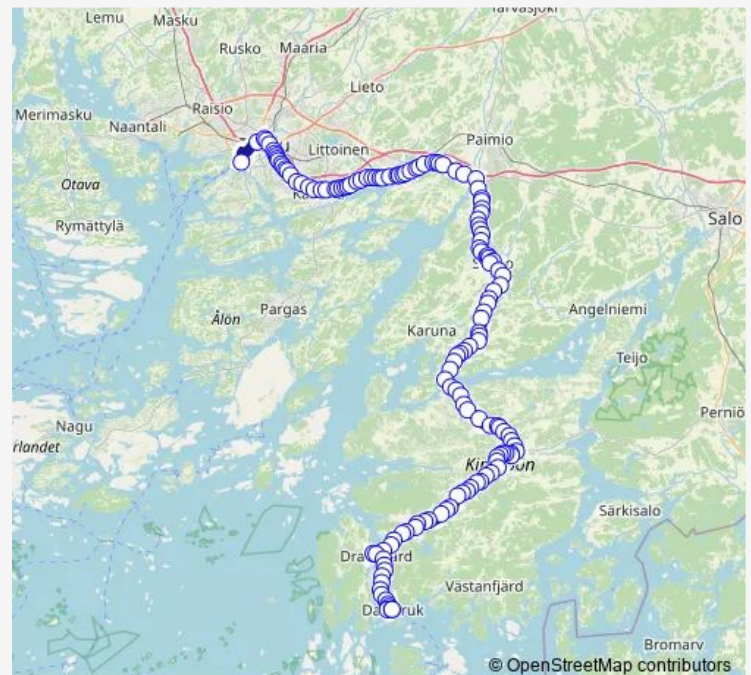 Lemu
Masku
Rusko
Maaria
Raisio
Lieto
Merimasku
Naantali
Littoinen
Paimio
Otava
Rymättylä
Salo
Ålön
Pargas
Angelniemi
Karuna
Teijo
Nagu
Perniö
rlandet
Särkisalo
Västanfjärd
Bromarv
© OpenStreetMap contributors